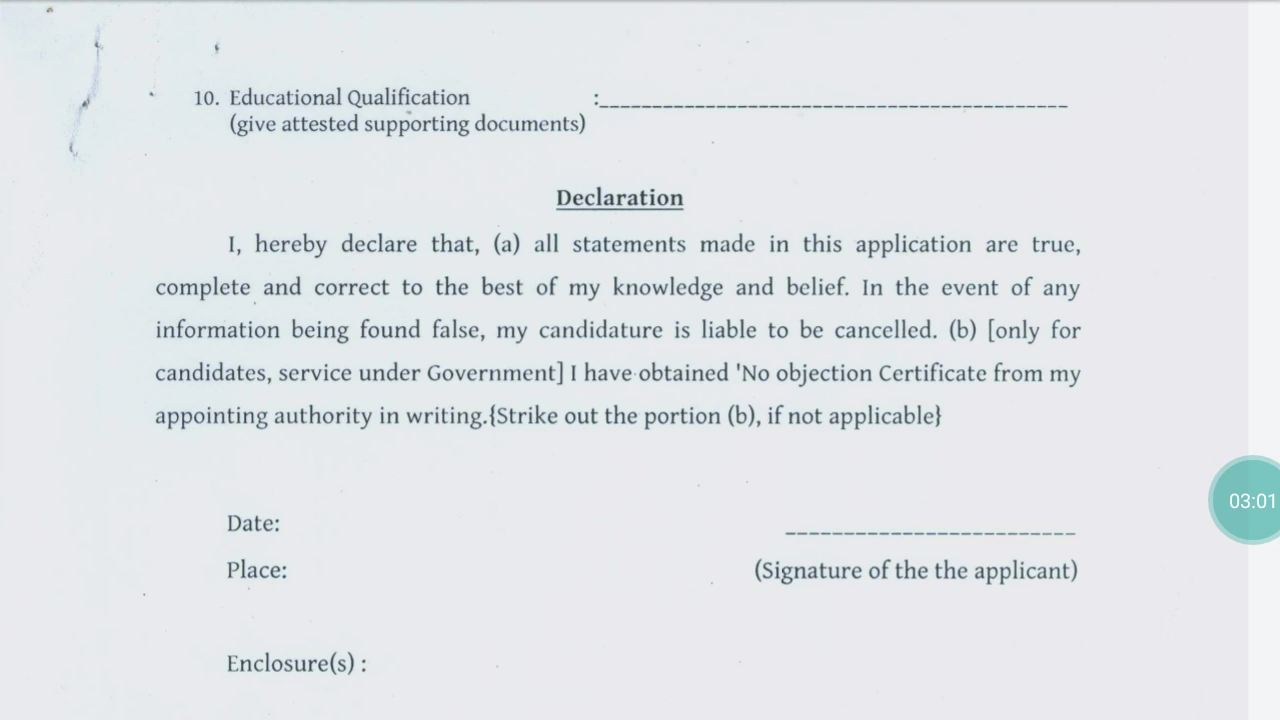 10. Educational Qualification :_________________________________________
(give attested supporting documents)
Declaration
I, hereby declare that, (a) all statements made in this application are true,
complete and correct to the best of my knowledge and belief. In the event of any
information being found false, my candidature is liable to be cancelled. (b) [only for
candidates, service under Government] I have obtained 'No objection Certificate from my
appointing authority in writing.{Strike out the portion (b), if not applicable}
03:01
Date: _________________________
Place: (Signature of the the applicant)
Enclosure(s) :